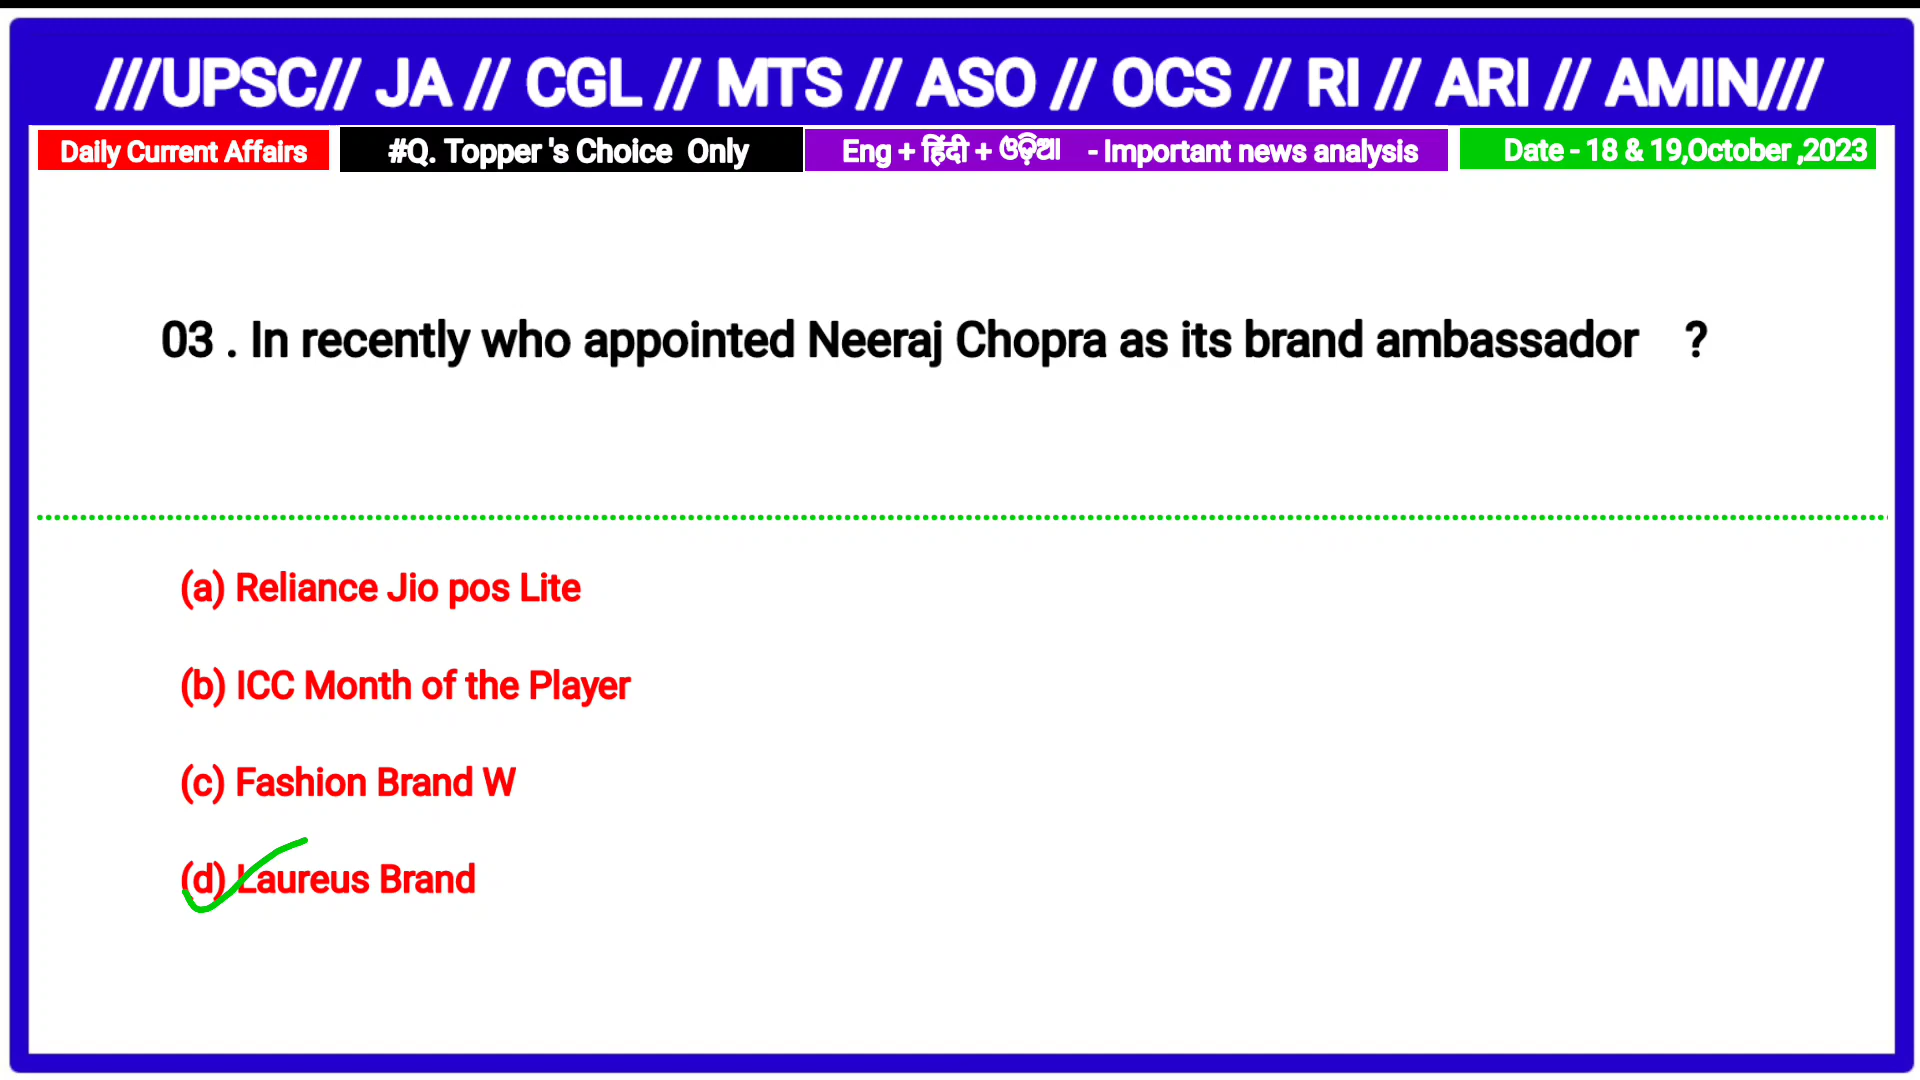 ///UPSC// JA // CGL // MTS // ASO // OCS // RI // ARI // AMIN///
Daily Current Affairs #Q. Topper 's Choice Only Eng + हिंदी + ଓଡ଼ିଆ - Important news analysis Date - 18 & 19,October ,2023
03 . In recently who appointed Neeraj Chopra as its brand ambassador ?
(a) Reliance Jio pos Lite
(b) ICC Month of the Player
(c) Fashion Brand W
(d) Laureus Brand